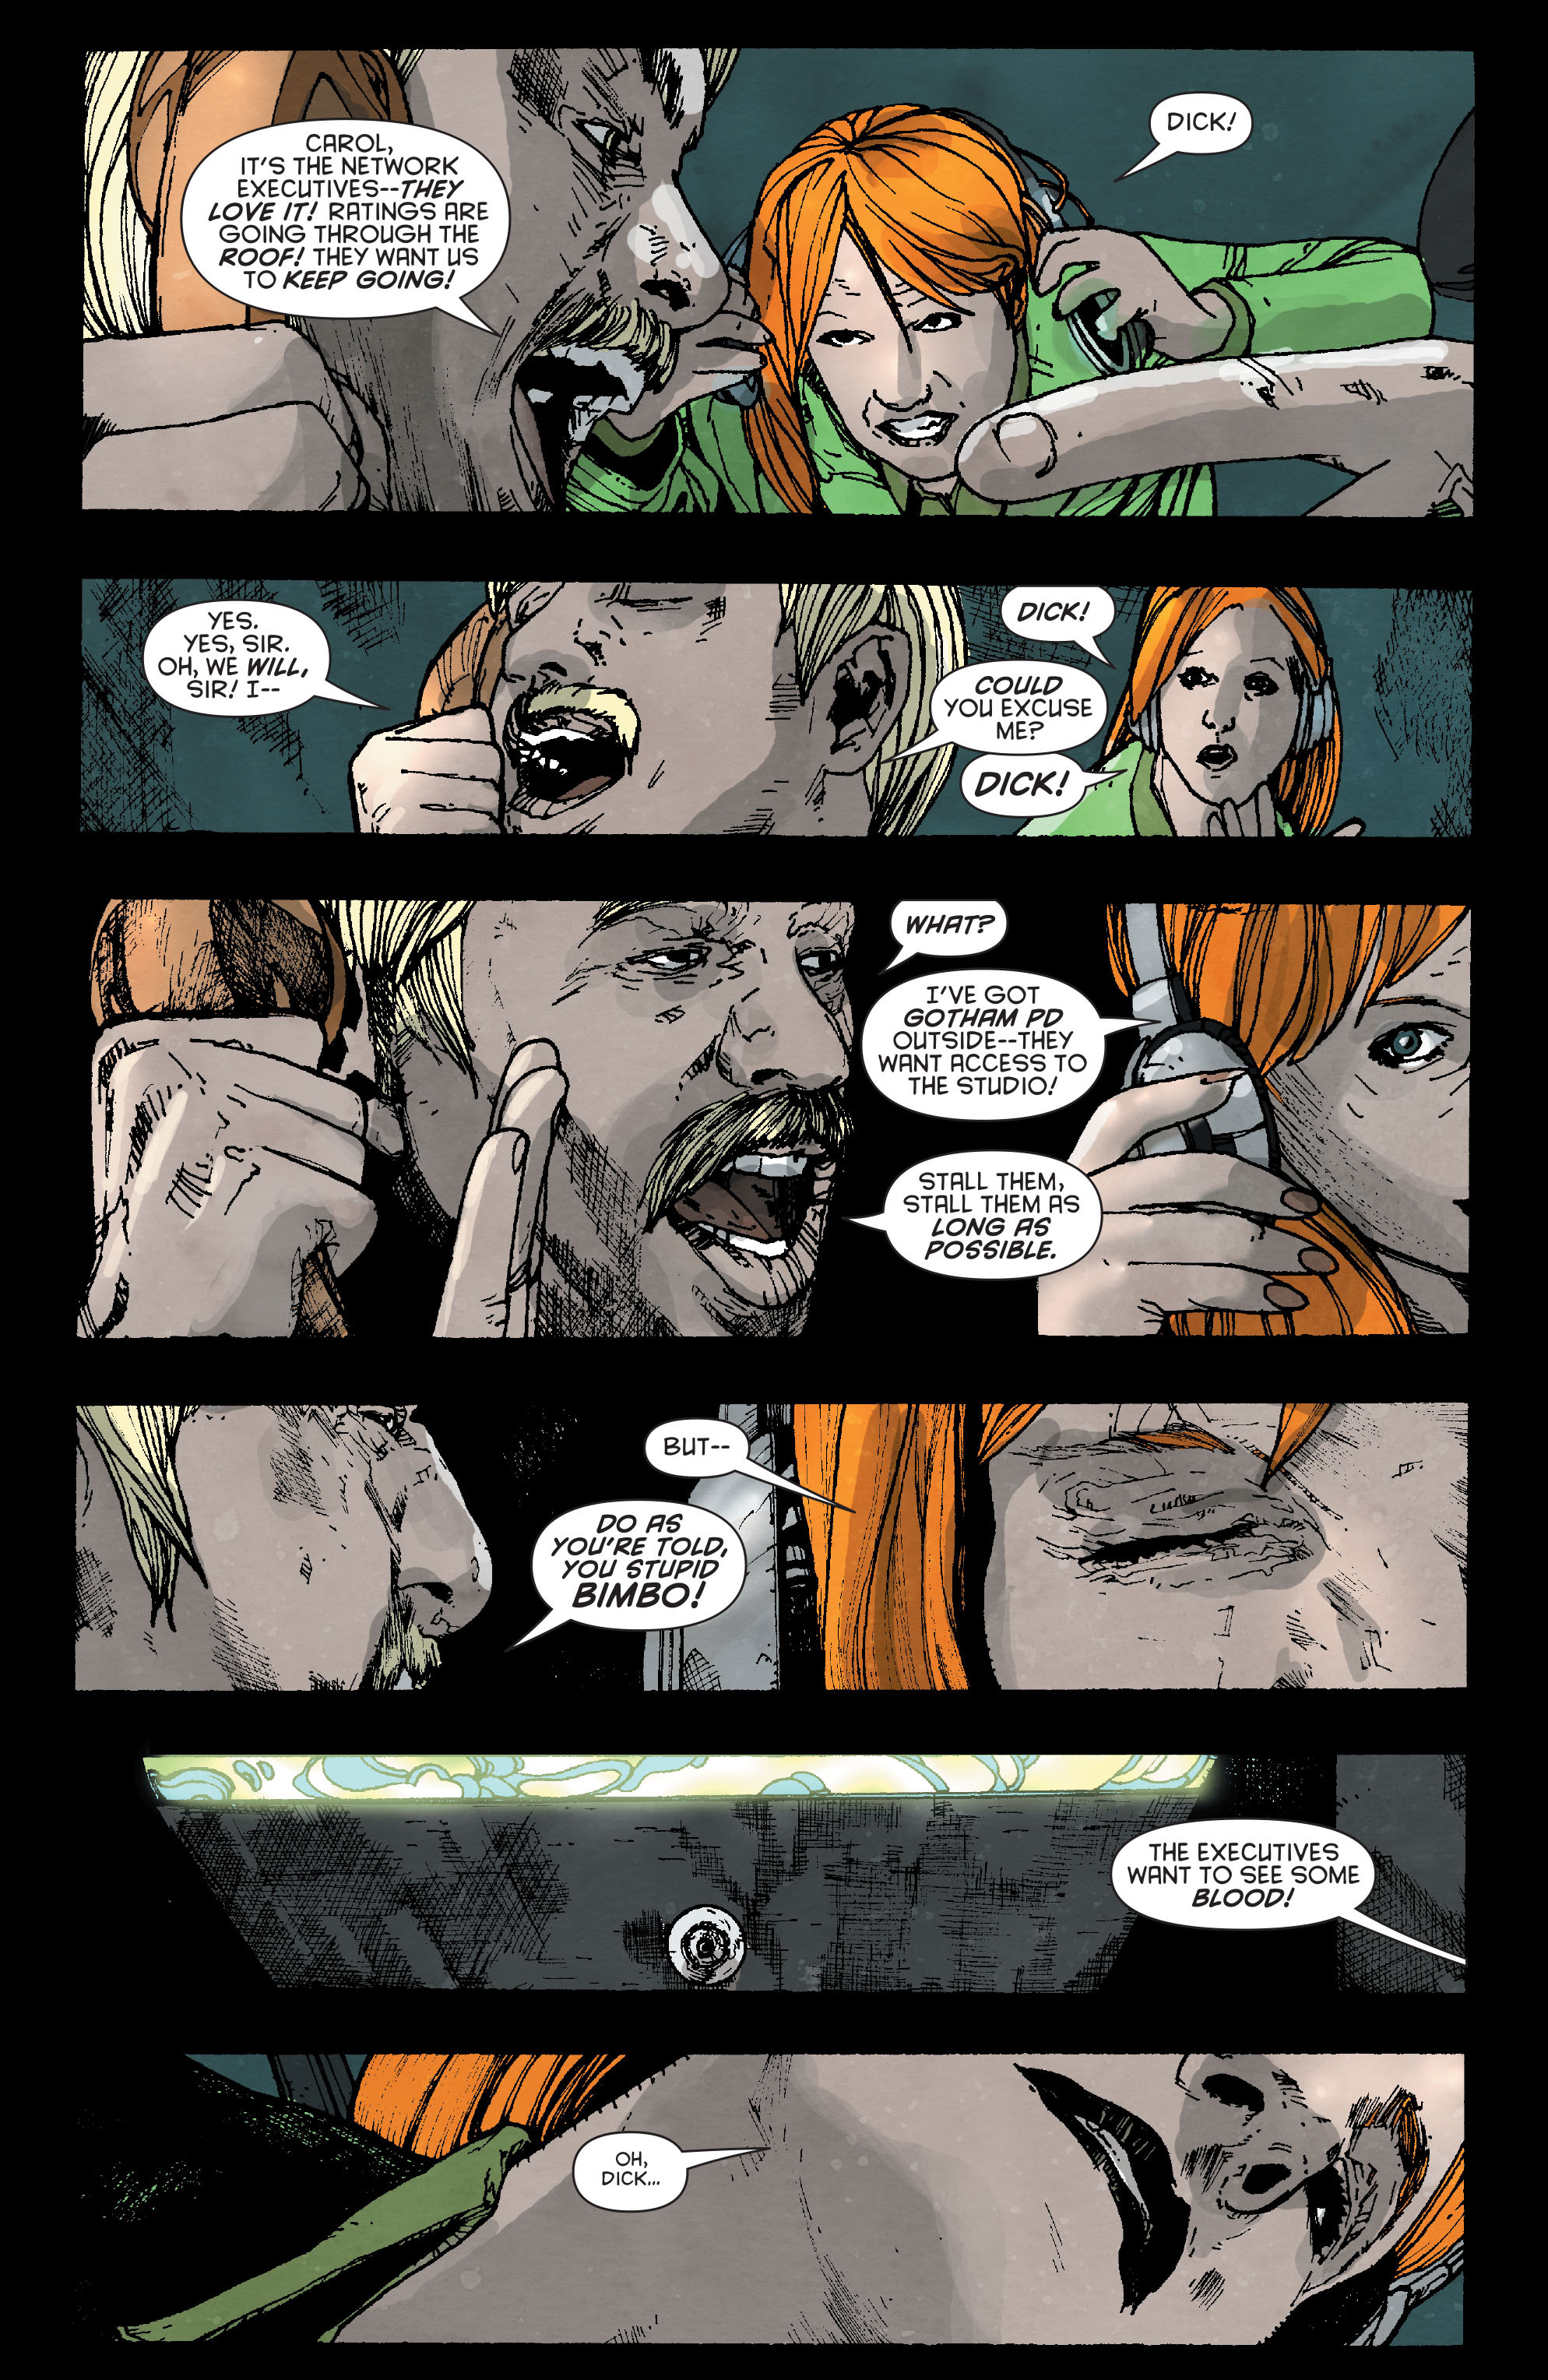 CAROL,
IT'S THE NETWORK
EXECUTIVES--THEY
LOVE IT! RATINGS ARE
GOING THROUGH THE
ROOF! THEY WANT US
TO KEEP GOING!
DICK!
YES.
YES, SIR.
OH, WE WILL,
SIR! I--
DICK!
COULD
YOU EXCUSE
ME?
DICK!
WHAT?
I'VE GOT
GOTHAM PD
OUTSIDE--THEY
WANT ACCESS TO
THE STUDIO!
STALL THEM,
STALL THEM AS
LONG AS
POSSIBLE.
BUT--
DO AS
YOU'RE TOLD,
YOU STUPID
BIMBO!
THE EXECUTIVES
WANT TO SEE SOME
BLOOD!
OH,
DICK...